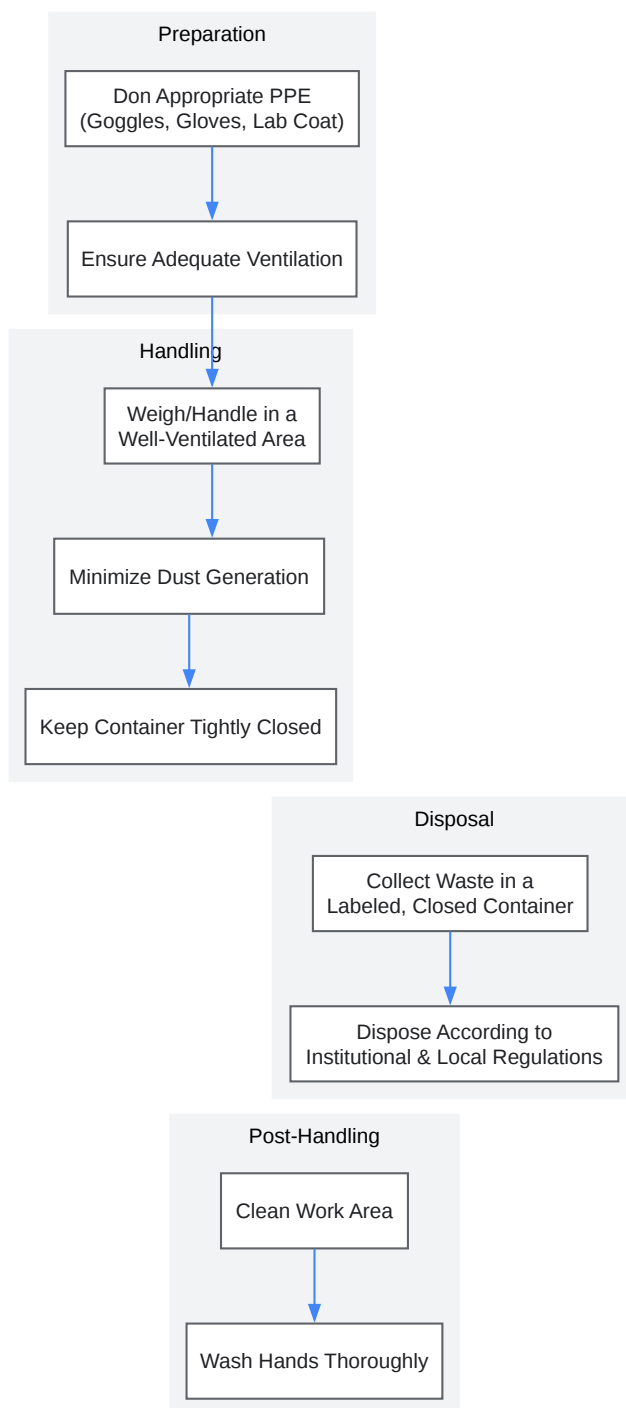 Preparation
Don Appropriate PPE
(Goggles, Gloves, Lab Coat)
Ensure Adequate Ventilation
Handling
Weigh/Handle in a
Well-Ventilated Area
Minimize Dust Generation
Keep Container Tightly Closed
Disposal
Collect Waste in a
Labeled, Closed Container
Dispose According to
Institutional & Local Regulations
Post-Handling
Clean Work Area
Wash Hands Thoroughly